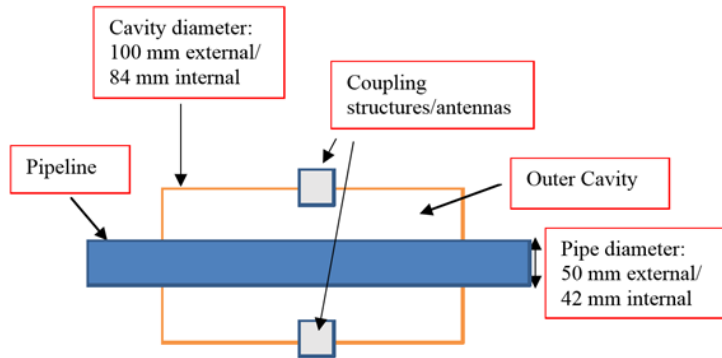 Cavity diameter:
100 mm external/
84 mm internal
Coupling
structures/antennas
Pipeline
Outer Cavity
Pipe diameter:
50 mm external/
42 mm internal